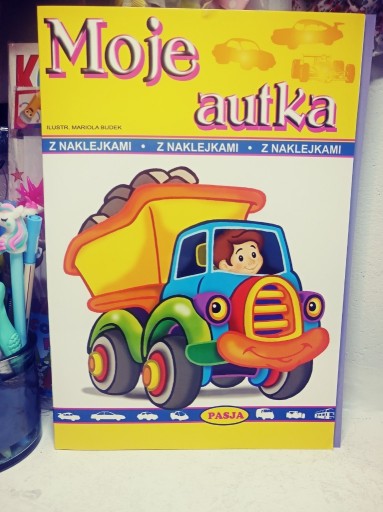 Moje
autka
ILUSTR. MARIOLA BUDEK
Z NAKLEJKAMI • Z NAKLEJKAMI • Z NAKLEJKAMI
PASJA